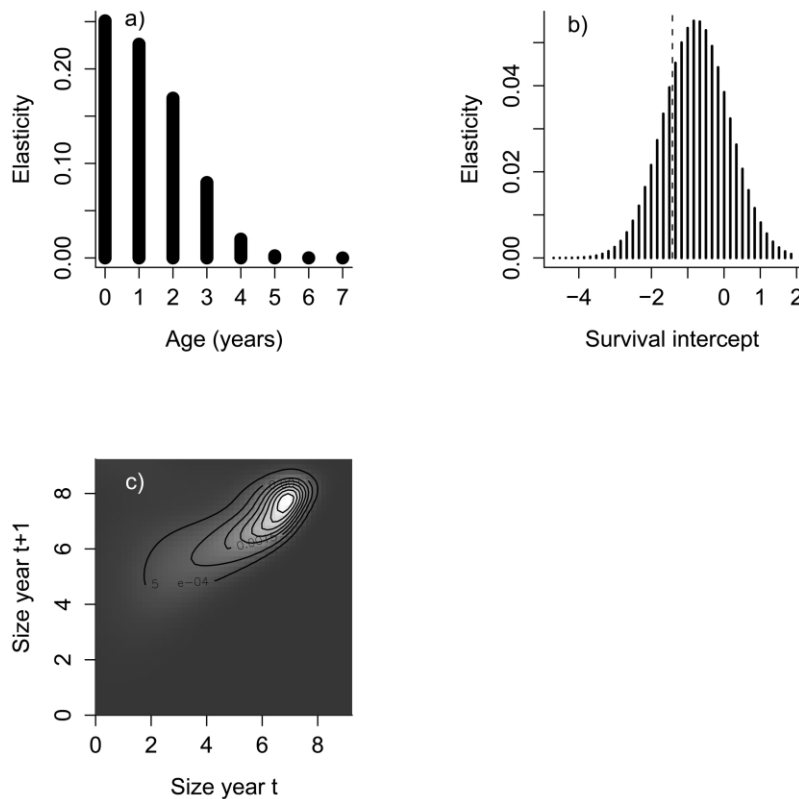 a)
Elasticity
0.00 0.10 0.20
0 1 2 3 4 5 6 7
Age (years)
b)
Elasticity
0.00 0.02 0.04
−4 −2 0 1 2
Survival intercept
c)
Size year t+1
0 2 4 6 8
5 e−04
0 2 4 6 8
Size year t